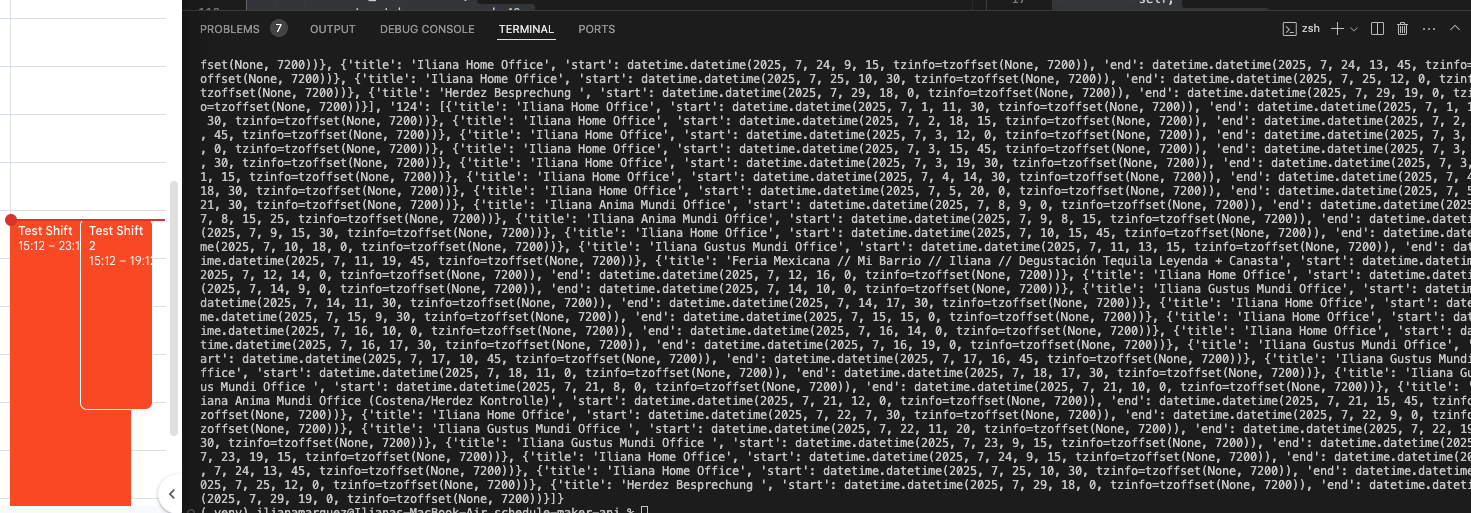 Test Shift
15:12 – 23:1
Test Shift
2
15:12 – 19:12
PROBLEMS 7 OUTPUT DEBUG CONSOLE TERMINAL PORTS
zsh
fset(None, 7200))}, {'title': 'Iliana Home Office', 'start': datetime.datetime(2025, 7, 24, 9, 15, tzinfo=tzoffset(None, 7200)), 'end': datetime.datetime(2025, 7, 24, 13, 45, tzinfo=tzo
offset(None, 7200))}, {'title': 'Iliana Home Office', 'start': datetime.datetime(2025, 7, 25, 10, 30, tzinfo=tzoffset(None, 7200)), 'end': datetime.datetime(2025, 7, 25, 12, 0, tz
tzoffset(None, 7200))}, {'title': 'Herdez Besprechung ', 'start': datetime.datetime(2025, 7, 29, 18, 0, tzinfo=tzoffset(None, 7200)), 'end': datetime.datetime(2025, 7, 29, 19, 0, tzinf
o=tzoffset(None, 7200))}], '124': [{'title': 'Iliana Home Office', 'start': datetime.datetime(2025, 7, 1, 11, 30, tzinfo=tzoffset(None, 7200)), 'end': datetime.datetime(2025, 7, 1, 1
30, tzinfo=tzoffset(None, 7200))}, {'title': 'Iliana Home Office', 'start': datetime.datetime(2025, 7, 2, 18, 15, tzinfo=tzoffset(None, 7200)), 'end': datetime.datetime(2025, 7, 2,
, 45, tzinfo=tzoffset(None, 7200))}, {'title': 'Iliana Home Office', 'start': datetime.datetime(2025, 7, 3, 12, 0, tzinfo=tzoffset(None, 7200)), 'end': datetime.datetime(2025, 7, 3,
, 0, tzinfo=tzoffset(None, 7200))}, {'title': 'Iliana Home Office', 'start': datetime.datetime(2025, 7, 3, 15, 45, tzinfo=tzoffset(None, 7200)), 'end': datetime.datetime(2025, 7, 3,
, 30, tzinfo=tzoffset(None, 7200))}, {'title': 'Iliana Home Office', 'start': datetime.datetime(2025, 7, 3, 19, 30, tzinfo=tzoffset(None, 7200)), 'end': datetime.datetime(2025, 7, 3,
1, 15, tzinfo=tzoffset(None, 7200))}, {'title': 'Iliana Home Office', 'start': datetime.datetime(2025, 7, 4, 14, 30, tzinfo=tzoffset(None, 7200)), 'end': datetime.datetime(2025, 7, 4
18, 30, tzinfo=tzoffset(None, 7200))}, {'title': 'Iliana Home Office', 'start': datetime.datetime(2025, 7, 5, 20, 0, tzinfo=tzoffset(None, 7200)), 'end': datetime.datetime(2025, 7, 5
21, 30, tzinfo=tzoffset(None, 7200))}, {'title': 'Iliana Anima Mundi Office', 'start': datetime.datetime(2025, 7, 8, 9, 0, tzinfo=tzoffset(None, 7200)), 'end': datetime.datetime(2025
7, 8, 15, 25, tzinfo=tzoffset(None, 7200))}, {'title': 'Iliana Anima Mundi Office', 'start': datetime.datetime(2025, 7, 9, 8, 15, tzinfo=tzoffset(None, 7200)), 'end': datetime.datetime
(2025, 7, 9, 15, 30, tzinfo=tzoffset(None, 7200))}, {'title': 'Iliana Home Office', 'start': datetime.datetime(2025, 7, 10, 15, 45, tzinfo=tzoffset(None, 7200)), 'end': datetime.dateti
me(2025, 7, 10, 18, 0, tzinfo=tzoffset(None, 7200))}, {'title': 'Iliana Gustus Mundi Office', 'start': datetime.datetime(2025, 7, 11, 13, 15, tzinfo=tzoffset(None, 7200)), 'end': datet
ime.datetime(2025, 7, 11, 19, 45, tzinfo=tzoffset(None, 7200))}, {'title': 'Feria Mexicana // Mi Barrio // Iliana // Degustación Tequila Leyenda + Canasta', 'start': datetime.datetime(
2025, 7, 12, 14, 0, tzinfo=tzoffset(None, 7200)), 'end': datetime.datetime(2025, 7, 12, 16, 0, tzinfo=tzoffset(None, 7200))}, {'title': 'Iliana Home Office', 'start': datetime.datetime
(2025, 7, 14, 9, 0, tzinfo=tzoffset(None, 7200)), 'end': datetime.datetime(2025, 7, 14, 10, 0, tzinfo=tzoffset(None, 7200))}, {'title': 'Iliana Gustus Mundi Office', 'start': datetime.
datetime(2025, 7, 14, 11, 30, tzinfo=tzoffset(None, 7200)), 'end': datetime.datetime(2025, 7, 14, 17, 30, tzinfo=tzoffset(None, 7200))}, {'title': 'Iliana Home Office', 'start': dateti
me.datetime(2025, 7, 15, 9, 30, tzinfo=tzoffset(None, 7200)), 'end': datetime.datetime(2025, 7, 15, 15, 0, tzinfo=tzoffset(None, 7200))}, {'title': 'Iliana Home Office', 'start': datet
ime.datetime(2025, 7, 16, 10, 0, tzinfo=tzoffset(None, 7200)), 'end': datetime.datetime(2025, 7, 16, 14, 0, tzinfo=tzoffset(None, 7200))}, {'title': 'Iliana Home Office', 'start': da
tetime.datetime(2025, 7, 16, 17, 30, tzinfo=tzoffset(None, 7200)), 'end': datetime.datetime(2025, 7, 16, 19, 0, tzinfo=tzoffset(None, 7200))}, {'title': 'Iliana Gustus Mundi Office', '
art': datetime.datetime(2025, 7, 17, 10, 45, tzinfo=tzoffset(None, 7200)), 'end': datetime.datetime(2025, 7, 17, 16, 45, tzinfo=tzoffset(None, 7200))}, {'title': 'Iliana Gustus Mundi
ffice', 'start': datetime.datetime(2025, 7, 18, 11, 0, tzinfo=tzoffset(None, 7200)), 'end': datetime.datetime(2025, 7, 18, 17, 30, tzinfo=tzoffset(None, 7200))}, {'title': 'Iliana Gu
us Mundi Office ', 'start': datetime.datetime(2025, 7, 21, 8, 0, tzinfo=tzoffset(None, 7200)), 'end': datetime.datetime(2025, 7, 21, 10, 0, tzinfo=tzoffset(None, 7200))}, {'title': '
iana Anima Mundi Office (Costena/Herdez Kontrolle)', 'start': datetime.datetime(2025, 7, 21, 12, 0, tzinfo=tzoffset(None, 7200)), 'end': datetime.datetime(2025, 7, 21, 15, 45, tzinfo=
zoffset(None, 7200))}, {'title': 'Iliana Home Office', 'start': datetime.datetime(2025, 7, 22, 7, 30, tzinfo=tzoffset(None, 7200)), 'end': datetime.datetime(2025, 7, 22, 9, 0, tzinfo
offset(None, 7200))}, {'title': 'Iliana Gustus Mundi Office ', 'start': datetime.datetime(2025, 7, 22, 11, 20, tzinfo=tzoffset(None, 7200)), 'end': datetime.datetime(2025, 7, 22, 19
30, tzinfo=tzoffset(None, 7200))}, {'title': 'Iliana Gustus Mundi Office ', 'start': datetime.datetime(2025, 7, 23, 9, 15, tzinfo=tzoffset(None, 7200)), 'end': datetime.datetime(2025,
7, 23, 19, 15, tzinfo=tzoffset(None, 7200))}, {'title': 'Iliana Home Office', 'start': datetime.datetime(2025, 7, 24, 9, 15, tzinfo=tzoffset(None, 7200)), 'end': datetime.datetime(2025
, 7, 24, 13, 45, tzinfo=tzoffset(None, 7200))}, {'title': 'Iliana Home Office', 'start': datetime.datetime(2025, 7, 25, 10, 30, tzinfo=tzoffset(None, 7200)), 'end': datetime.datetime(2
025, 7, 25, 12, 0, tzinfo=tzoffset(None, 7200))}, {'title': 'Herdez Besprechung ', 'start': datetime.datetime(2025, 7, 29, 18, 0, tzinfo=tzoffset(None, 7200)), 'end': datetime.datetime
(2025, 7, 29, 19, 0, tzinfo=tzoffset(None, 7200))}]}
(.venv) ilianamarquez@Ilianas-MacBook-Air schedule-maker-api %